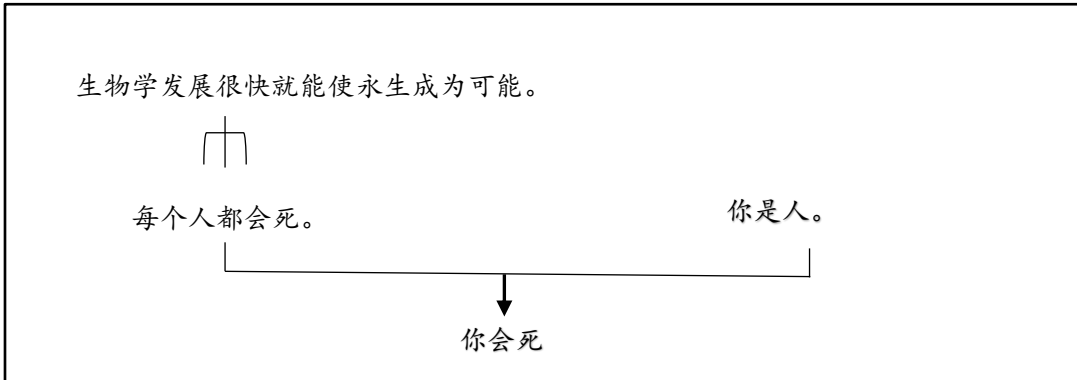 生物学发展很快就能使永生成为可能。
每个人都会死。
你是人。
你会死